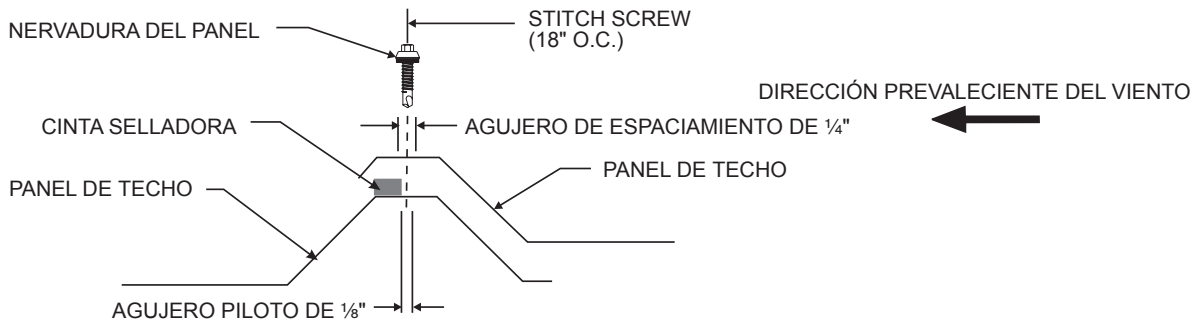 NERVADURA DEL PANEL
STITCH SCREW
(18" O.C.)
DIRECCIÓN PREVALECIENTE DEL VIENTO
CINTA SELLADORA
AGUJERO DE ESPACIAMIENTO DE ¼"
PANEL DE TECHO
PANEL DE TECHO
AGUJERO PILOTO DE ⅛"